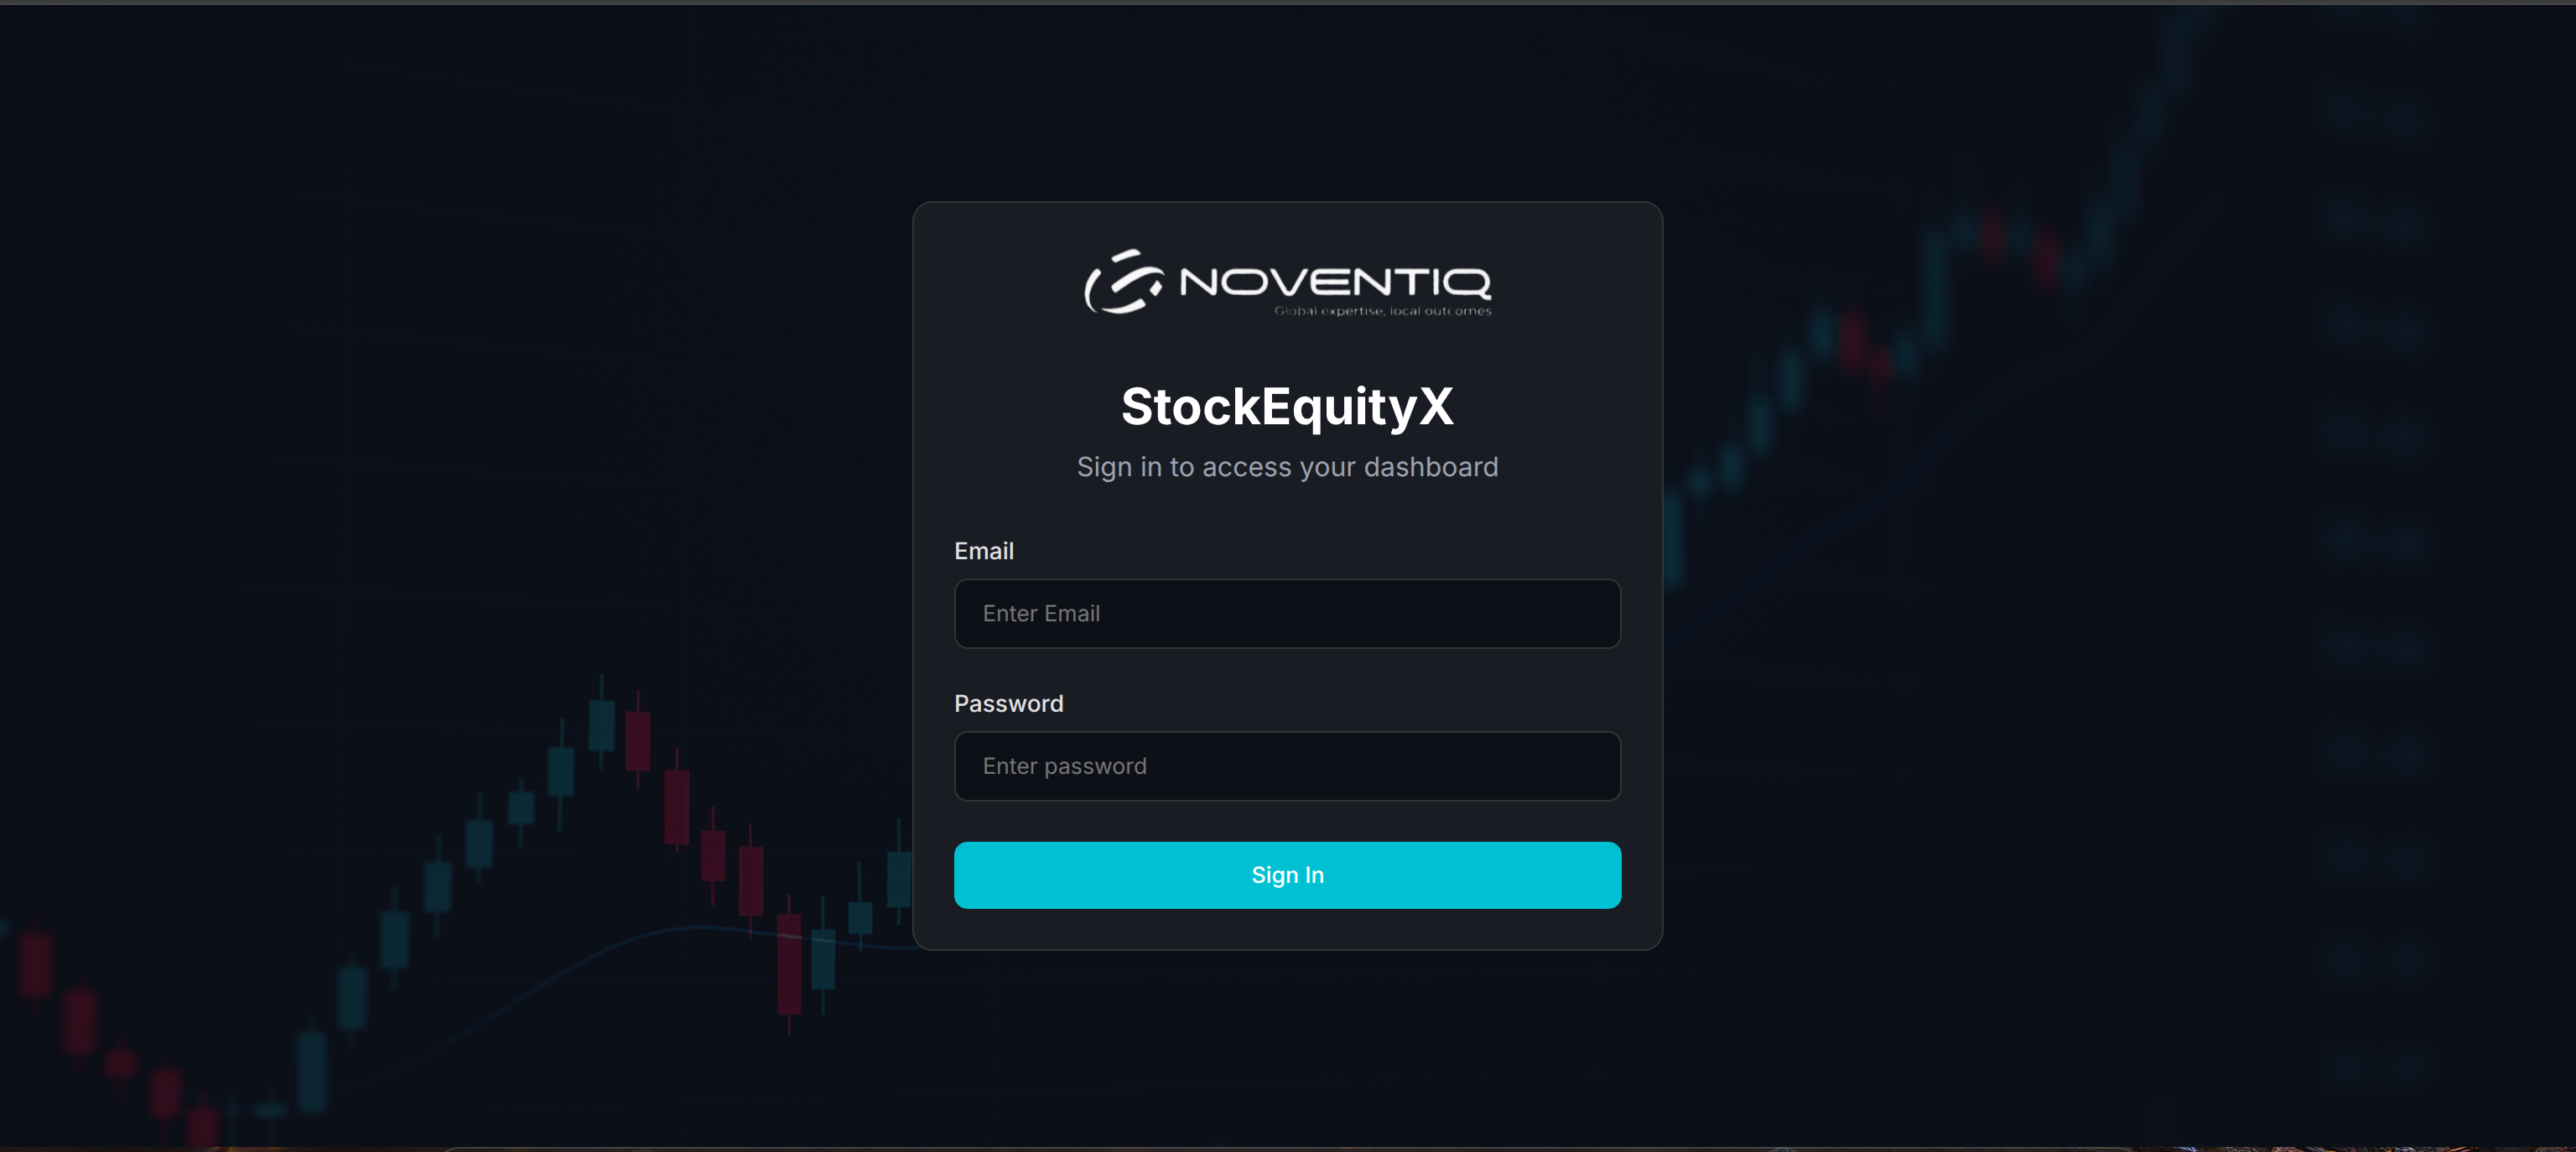 NOVENTIQ
Global expertise, local outcomes
StockEquityX
Sign in to access your dashboard
Email
Enter Email
Password
Enter password
Sign In